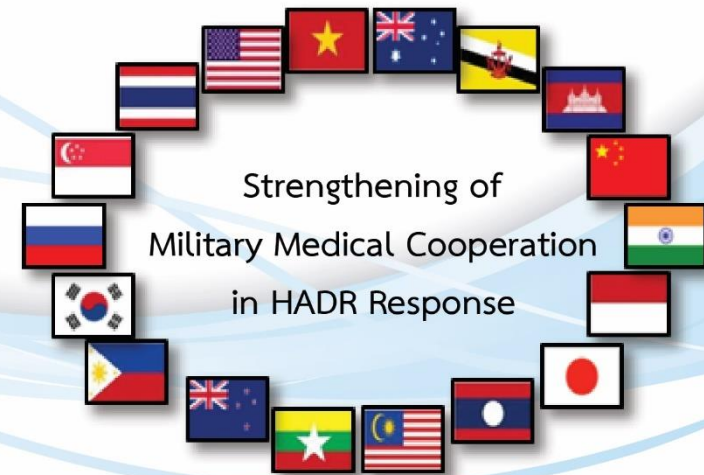 Strengthening of
Military Medical Cooperation
in HADR Response